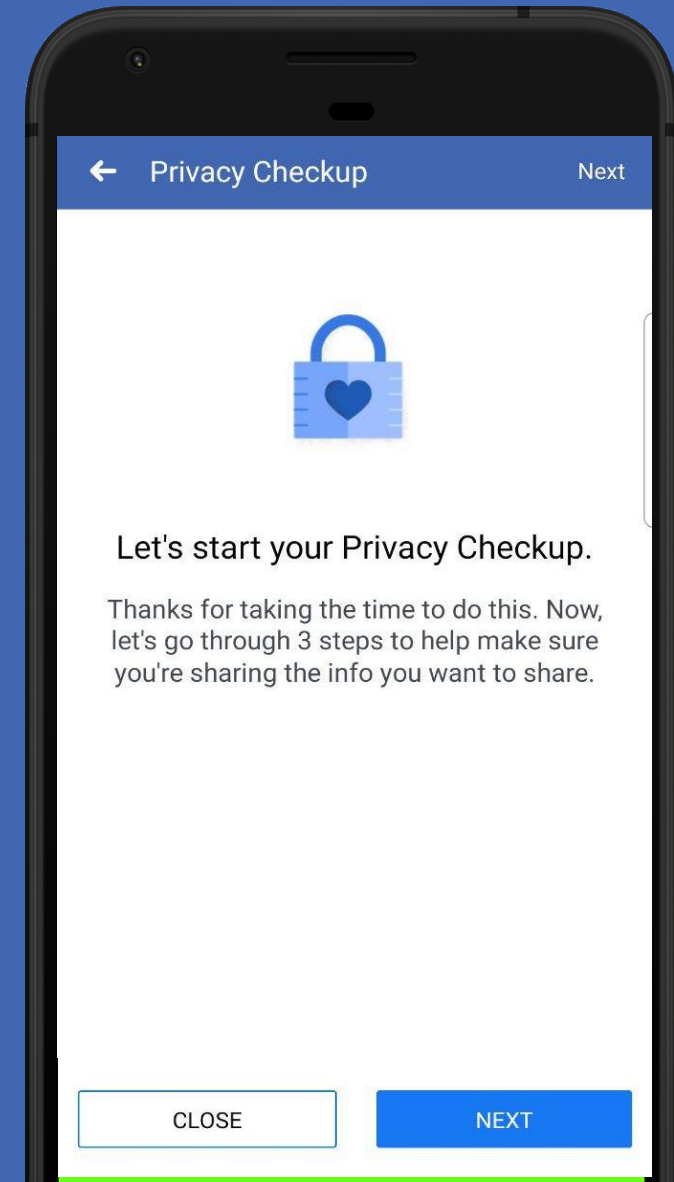 Privacy Checkup
Next
Let's start your Privacy Checkup.
Thanks for taking the time to do this. Now,
let's go through 3 steps to help make sure
you're sharing the info you want to share.
CLOSE
NEXT